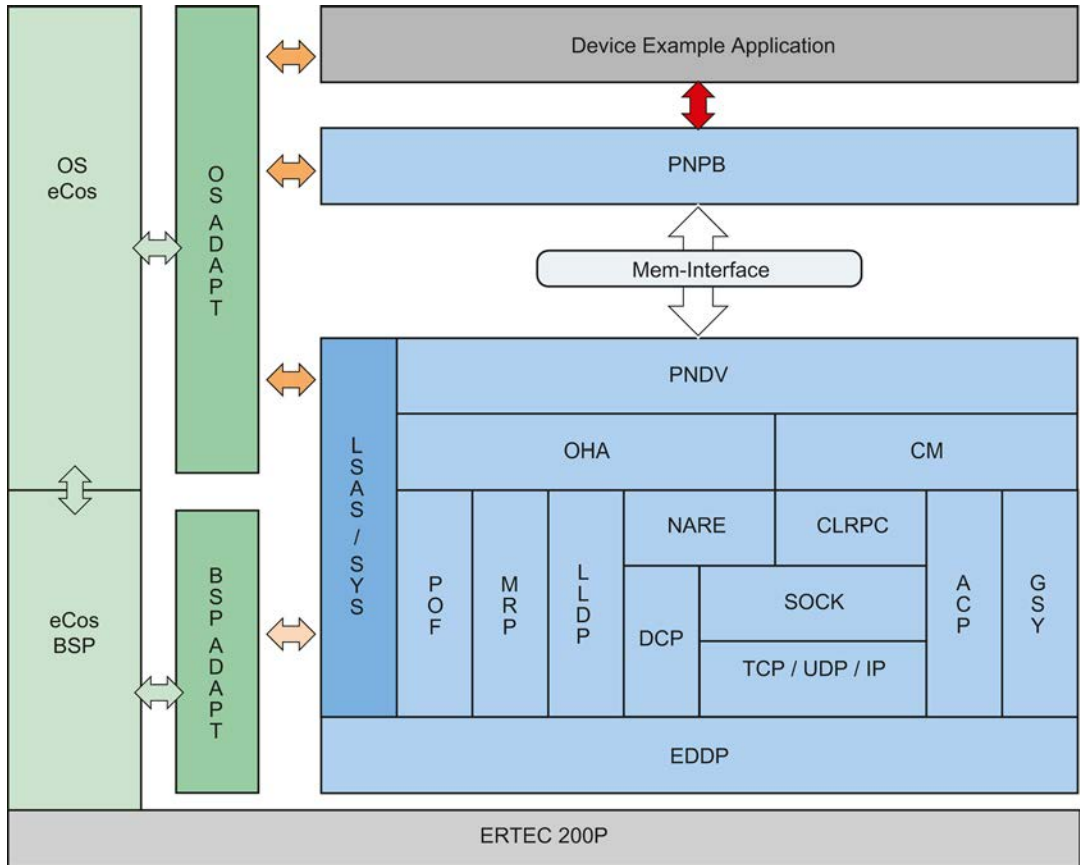 Device Example Application
OS
eCos
OS ADAPT
PNPB
Mem-Interface
PNDV
LSAS / SYS
OHA
CM
NARE
CLRPC
POF
MRP
LLDP
ACP
GSY
BSP ADAPT
SOCK
eCos
BSP
DCP
TCP / UDP / IP
EDDP
ERTEC 200P